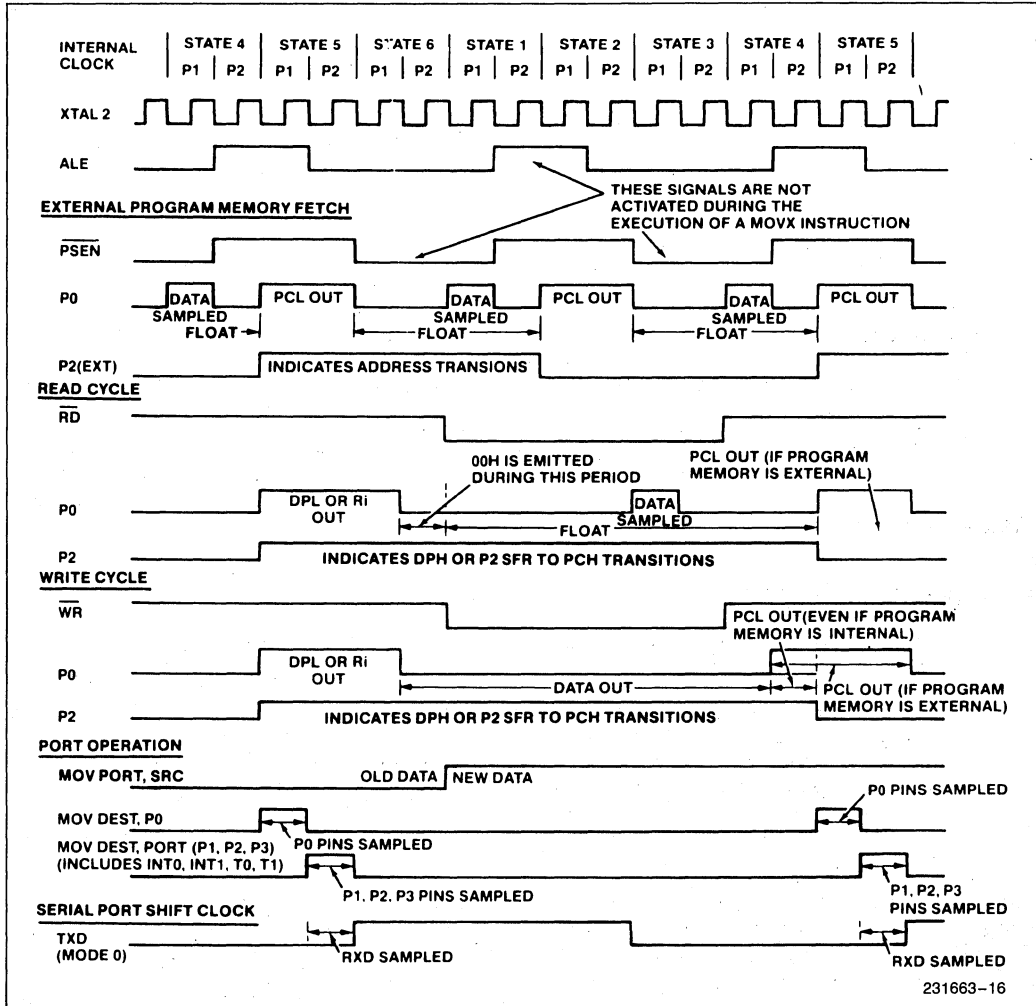 INTERNAL CLOCK
STATE 4 STATE 5 STATE 6 STATE 1 STATE 2 STATE 3 STATE 4 STATE 5
P1 P2 P1 P2 P1 P2 P1 P2 P1 P2 P1 P2 P1 P2 P1 P2
XTAL 2
ALE
THESE SIGNALS ARE NOT
ACTIVATED DURING THE
EXECUTION OF A MOVX INSTRUCTION
EXTERNAL PROGRAM MEMORY FETCH
PSEN
P0
DATA PCL OUT DATA PCL OUT DATA PCL OUT
SAMPLED SAMPLED SAMPLED
FLOAT FLOAT FLOAT
P2(EXT)
INDICATES ADDRESS TRANSIONS
READ CYCLE
RD
00H IS EMITTED
DURING THIS PERIOD
PCL OUT (IF PROGRAM
MEMORY IS EXTERNAL)
P0
DPL OR Ri
OUT
DATA
SAMPLED
FLOAT
P2
INDICATES DPH OR P2 SFR TO PCH TRANSITIONS
WRITE CYCLE
WR
PCL OUT(EVEN IF PROGRAM
MEMORY IS INTERNAL)
P0
DPL OR Ri
OUT
DATA OUT
PCL OUT (IF PROGRAM
MEMORY IS EXTERNAL)
P2
INDICATES DPH OR P2 SFR TO PCH TRANSITIONS
PORT OPERATION
MOV PORT, SRC
OLD DATA NEW DATA
P0 PINS SAMPLED
MOV DEST, P0
P0 PINS SAMPLED
MOV DEST, PORT (P1, P2, P3)
(INCLUDES INT0, INT1, T0, T1)
P1, P2, P3 PINS SAMPLED
P1, P2, P3
PINS SAMPLED
SERIAL PORT SHIFT CLOCK
TXD
(MODE 0)
RXD SAMPLED
RXD SAMPLED
231663-16